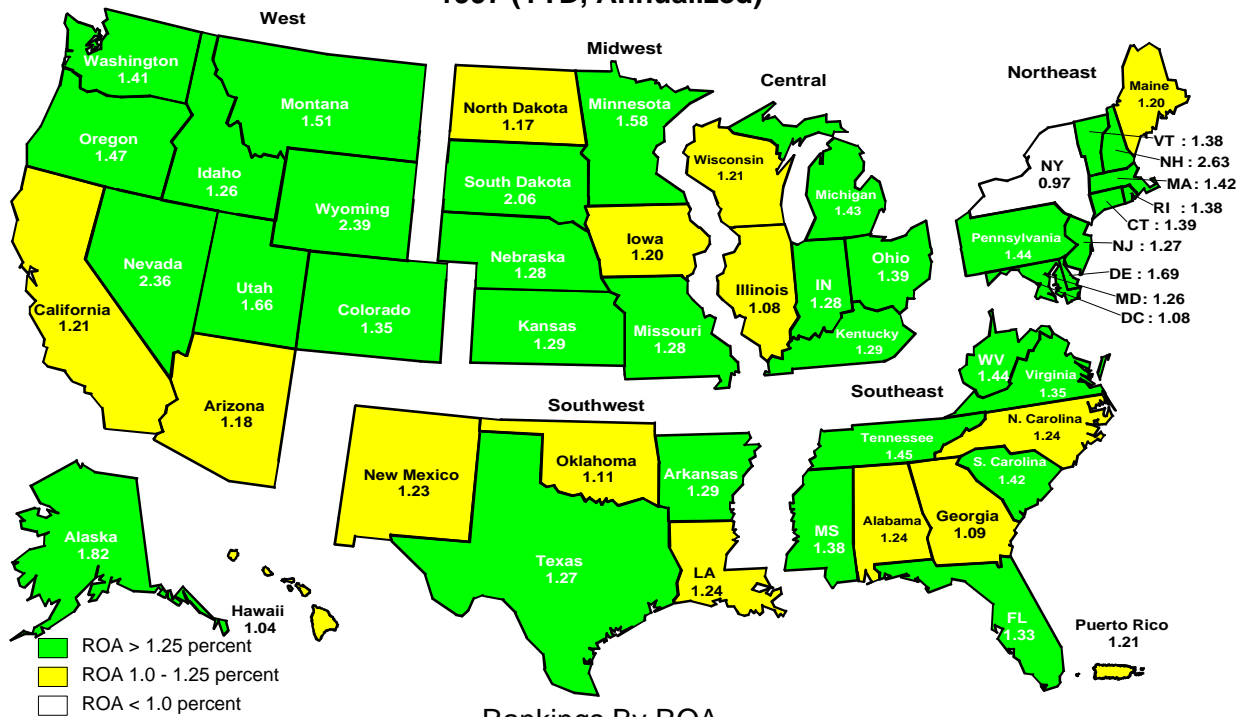 1997 (YTD, Annualized)
West
Midwest
Central
Northeast
Washington
1.41
Montana
1.51
Oregon
1.47
Idaho
1.26
Wyoming
2.39
Nevada
2.36
Utah
1.66
Colorado
1.35
California
1.21
Arizona
1.18
Alaska
1.82
Hawaii
1.04
North Dakota
1.17
Minnesota
1.58
South Dakota
2.06
Nebraska
1.28
Iowa
1.20
Kansas
1.29
Missouri
1.28
Wisconsin
1.21
Michigan
1.43
Illinois
1.08
IN
1.28
Ohio
1.39
Kentucky
1.29
Maine
1.20
NY
0.97
VT : 1.38
NH : 2.63
MA : 1.42
RI : 1.38
CT : 1.39
NJ : 1.27
DE : 1.69
MD: 1.26
DC : 1.08
Pennsylvania
1.44
Southwest
New Mexico
1.23
Oklahoma
1.11
Arkansas
1.29
Texas
1.27
LA
1.24
Southeast
WV
1.44
Virginia
1.35
N. Carolina
1.24
Tennessee
1.45
S. Carolina
1.42
MS
1.38
Alabama
1.24
Georgia
1.09
FL
1.33
Puerto Rico
1.21
ROA > 1.25 percent
ROA 1.0 - 1.25 percent
ROA < 1.0 percent
Rankings By ROA